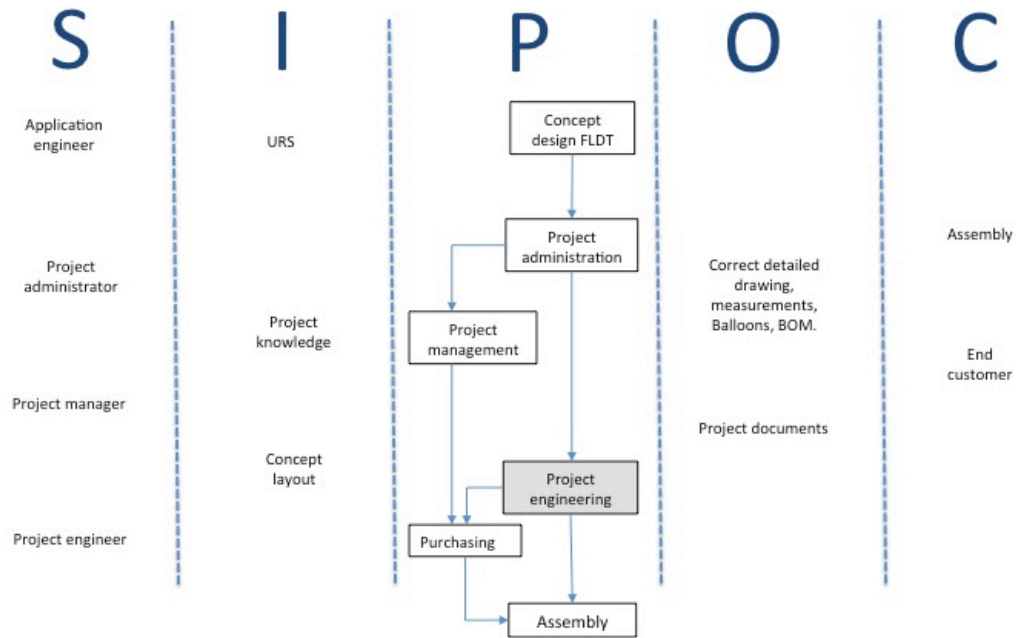 S
I
P
O
C
Application
engineer
Project
administrator
Project manager
Project engineer
URS
Project
knowledge
Concept
layout
Concept
design FLDT
Project
administration
Project
management
Project
engineering
Purchasing
Assembly
Correct detailed
drawing,
measurements,
Balloons, BOM.
Project documents
Assembly
End
customer